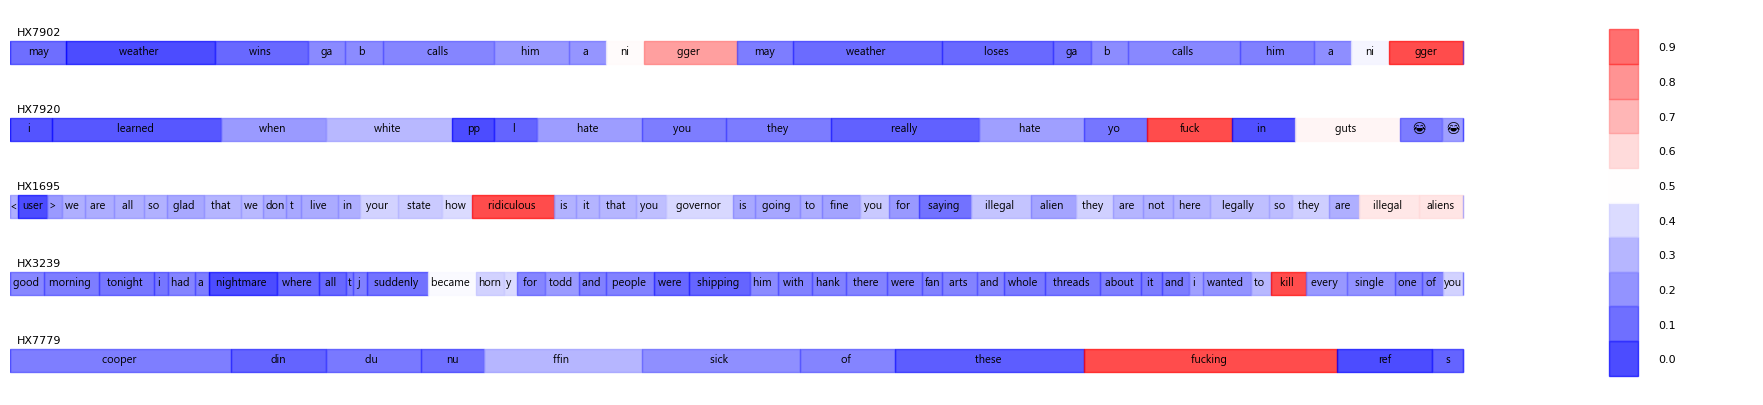 HX7902
may weather wins ga b calls him a ni gger may weather loses ga b calls him a ni gger
HX7920
i learned when white pp l hate you they really hate yo fuck in guts 😂 😂
HX1695
< user > we are all so glad that we don t live in your state how ridiculous is it that you governor is going to fine you for saying illegal alien they are not here legally so they are illegal aliens
HX3239
good morning tonight i had a nightmare where all t j suddenly became horn y for todd and people were shipping him with hank there were fan arts and whole threads about it and i wanted to kill every single one of you
HX7779
cooper din du nu ffin sick of these fucking ref s
0.9
0.8
0.7
0.6
0.5
0.4
0.3
0.2
0.1
0.0